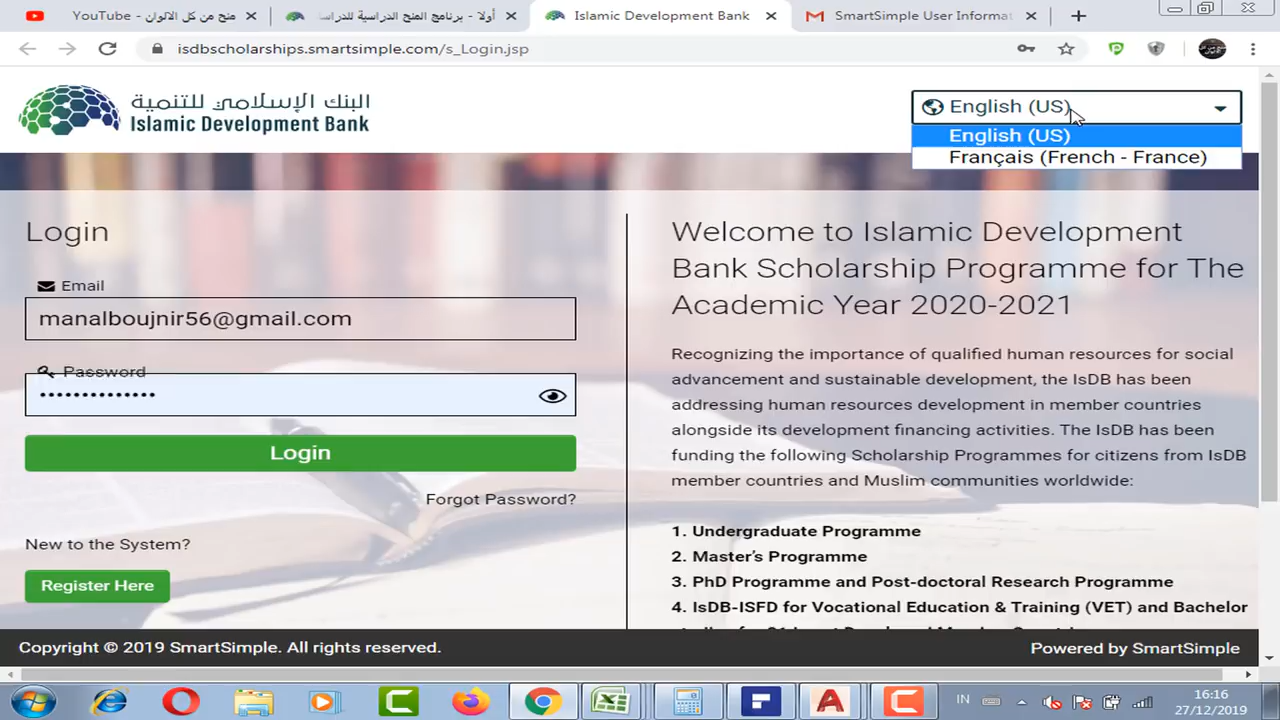 YouTube - منح من كل الالوان
أولا - برنامج المنح الدراسية للدراسا
Islamic Development Bank
SmartSimple User Informat
isdbscholarships.smartsimple.com/s_Login.jsp
البنك الإسلامي للتنمية
Islamic Development Bank
English (US)
English (US)
Français (French - France)
Login
Email
manalboujnir56@gmail.com
Password
••••••••••••••
Login
Forgot Password?
New to the System?
Register Here
Welcome to Islamic Development
Bank Scholarship Programme for The
Academic Year 2020-2021
Recognizing the importance of qualified human resources for social
advancement and sustainable development, the IsDB has been
addressing human resources development in member countries
alongside its development financing activities. The IsDB has been
funding the following Scholarship Programmes for citizens from IsDB
member countries and Muslim communities worldwide:
1. Undergraduate Programme
2. Master's Programme
3. PhD Programme and Post-doctoral Research Programme
4. IsDB-ISFD for Vocational Education & Training (VET) and Bachelor
Copyright © 2019 SmartSimple. All rights reserved.
Powered by SmartSimple
IN
16:16
27/12/2019